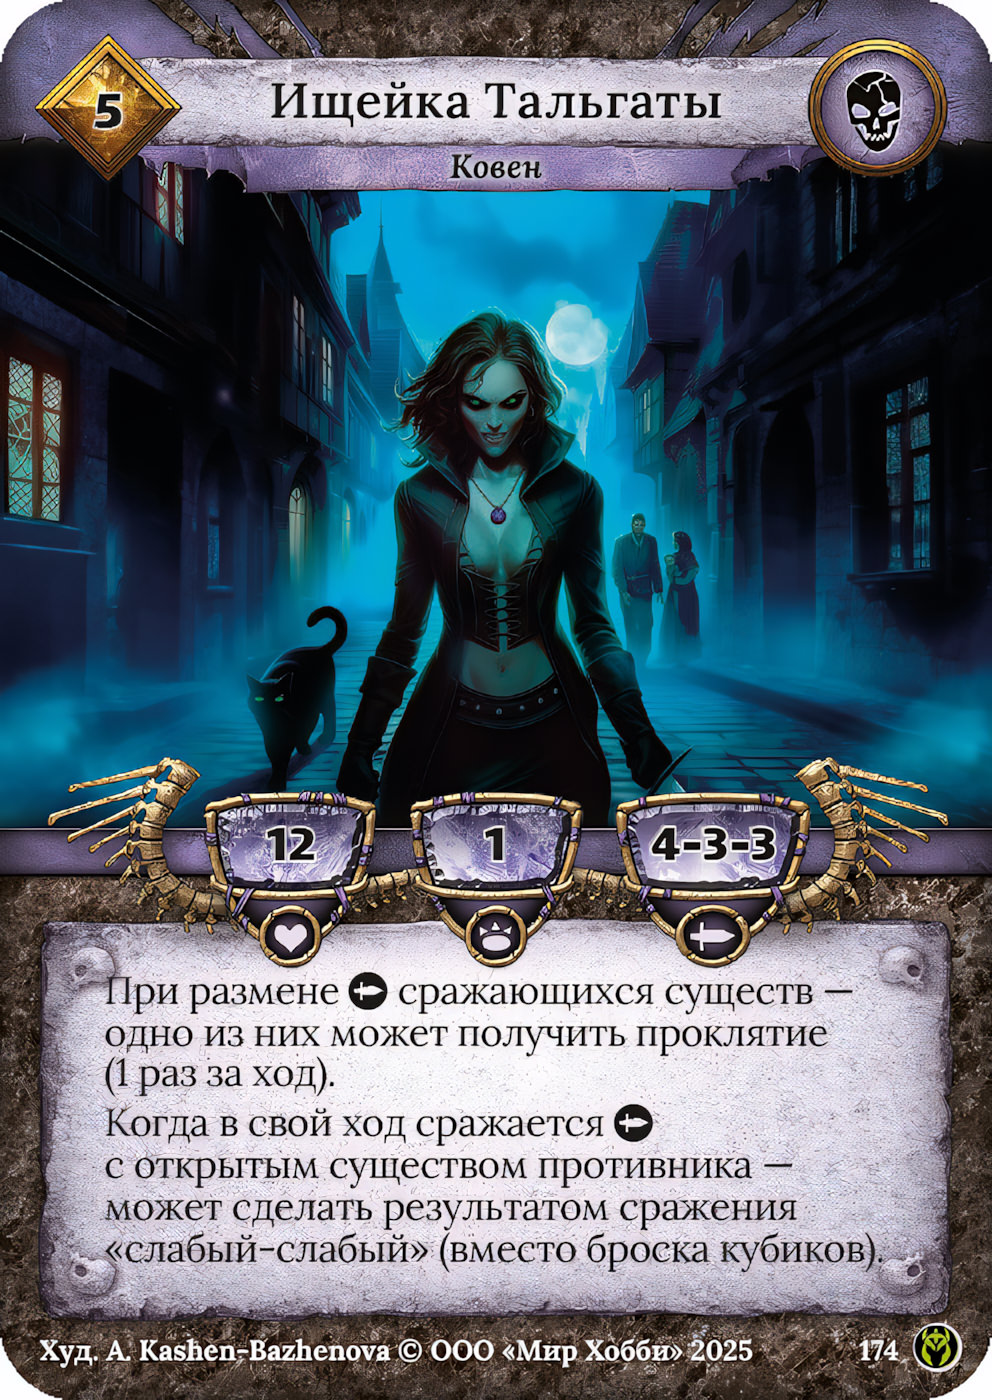 5
Ищейка Тальгаты
Ковен
12
1
4-3-3
При размене сражающихся существ —
одно из них может получить проклятие
(1 раз за ход).
Когда в свой ход сражается
с открытым существом противника —
может сделать результатом сражения
«слабый-слабый» (вместо броска кубиков).
Худ. А. Kashen-Bazhenova © ООО «Мир Хобби» 2025
174